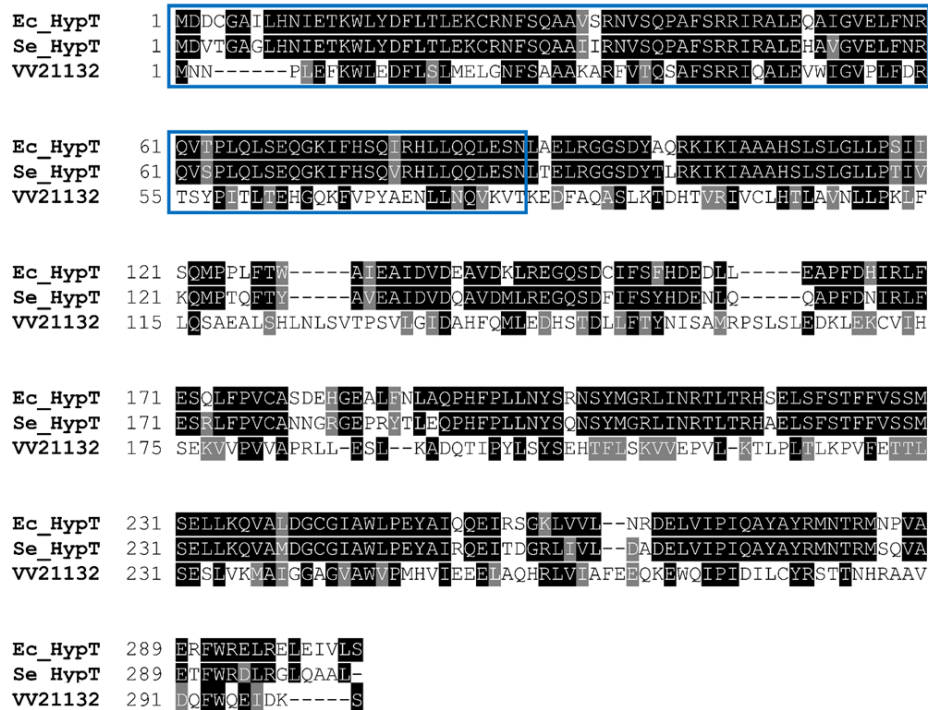 Ec_HypT 1 MDDCGAILHNIETKWLYDFLTLEKCRNFSQAAVSRNVSQPAFSRRIRALEQAIGVELFNR
Se_HypT 1 MDVTGAGLHNIETKWLYDFLTLEKCRNFSQAAIIRNVSQPAFSRRIRALEHAVGVELFNR
VV21132 1 MNN------PLEFKWLEDFLSLMELGNFSAAAKARFVTQSAFSRRIQALEVWIGVPLFDR
Ec_HypT 61 QVTPLQLSEQGKIFHSQIRHLLQQLESNLAELRGGSDYAQRKIKIAAAHSLSLGLLPSII
Se_HypT 61 QVSPLQLSEQGKIFHSQVRHLLQQLESNLTELRGGSDYTLRKIKIAAAHSLSLGLLPTIV
VV21132 55 TSYPITLTEHGQKFVPYAENLLNQVKVTKEDFAQASLKTDHTVRIVCLHTLAVNLLPKLF
Ec_HypT 121 SQMPPLFTW-----AIEAIDVDEAVDKLREGQSDCIFSFHDEDLL-----EAPFDHIRLF
Se_HypT 121 KQMPTQFTY-----AVEAIDVDQAVDMLREGQSDFIFSYHDENLQ-----QAPFDNIRLF
VV21132 115 LQSAEALSHLNLSVTPSVLGIDAHFQMLEDHSTDLLFTYNISAMRPSLSLEDKLEKCVIH
Ec_HypT 171 ESQLFPVCASDEHGEALFNLAQPHFPLLNYSRNSYMGRLINRTLTRHSELSFSTFFVSSM
Se_HypT 171 ESRLFPVCANNGRGEPRYTLEQPHFPLLNYSQNSYMGRLINRTLTRHAELSFSTFFVSSM
VV21132 175 SEKVVPVVAPRLL-ESL--KADQTIPYLSYSEHTFLSKVVEPVL-KTLPLTLKPVFETTL
Ec_HypT 231 SELLKQVALDGCGIAWLPEYAIQQEIRSGKLVVL--NRDELVIPIQAYAYRMNTRMNPVA
Se_HypT 231 SELLKQVAMDGCGIAWLPEYAIRQEITDGRLIVL--DADELVIPIQAYAYRMNTRMSQVA
VV21132 231 SESLVKMAIGGAGVAWVPMHVIEEELAQHRLVIAFEEQKEWQIPIDILCYRSTTNHRAAV
Ec_HypT 289 ERFWRELRELEIVLS
Se_HypT 289 ETFWRDLRGLQAAL-
VV21132 291 DQFWQEIDK-----S